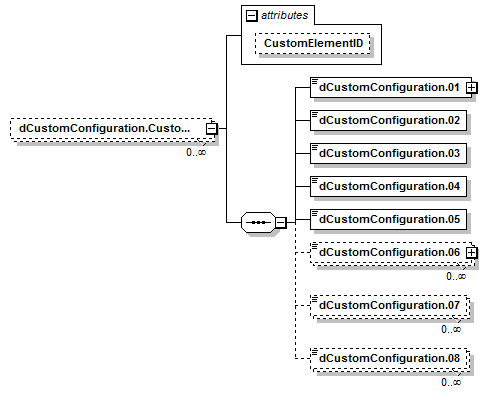 attributes
CustomElementID
dCustomConfiguration.01
dCustomConfiguration.02
dCustomConfiguration.Custo...
0..∞
dCustomConfiguration.03
dCustomConfiguration.04
dCustomConfiguration.05
dCustomConfiguration.06
0..∞
dCustomConfiguration.07
0..∞
dCustomConfiguration.08
0..∞